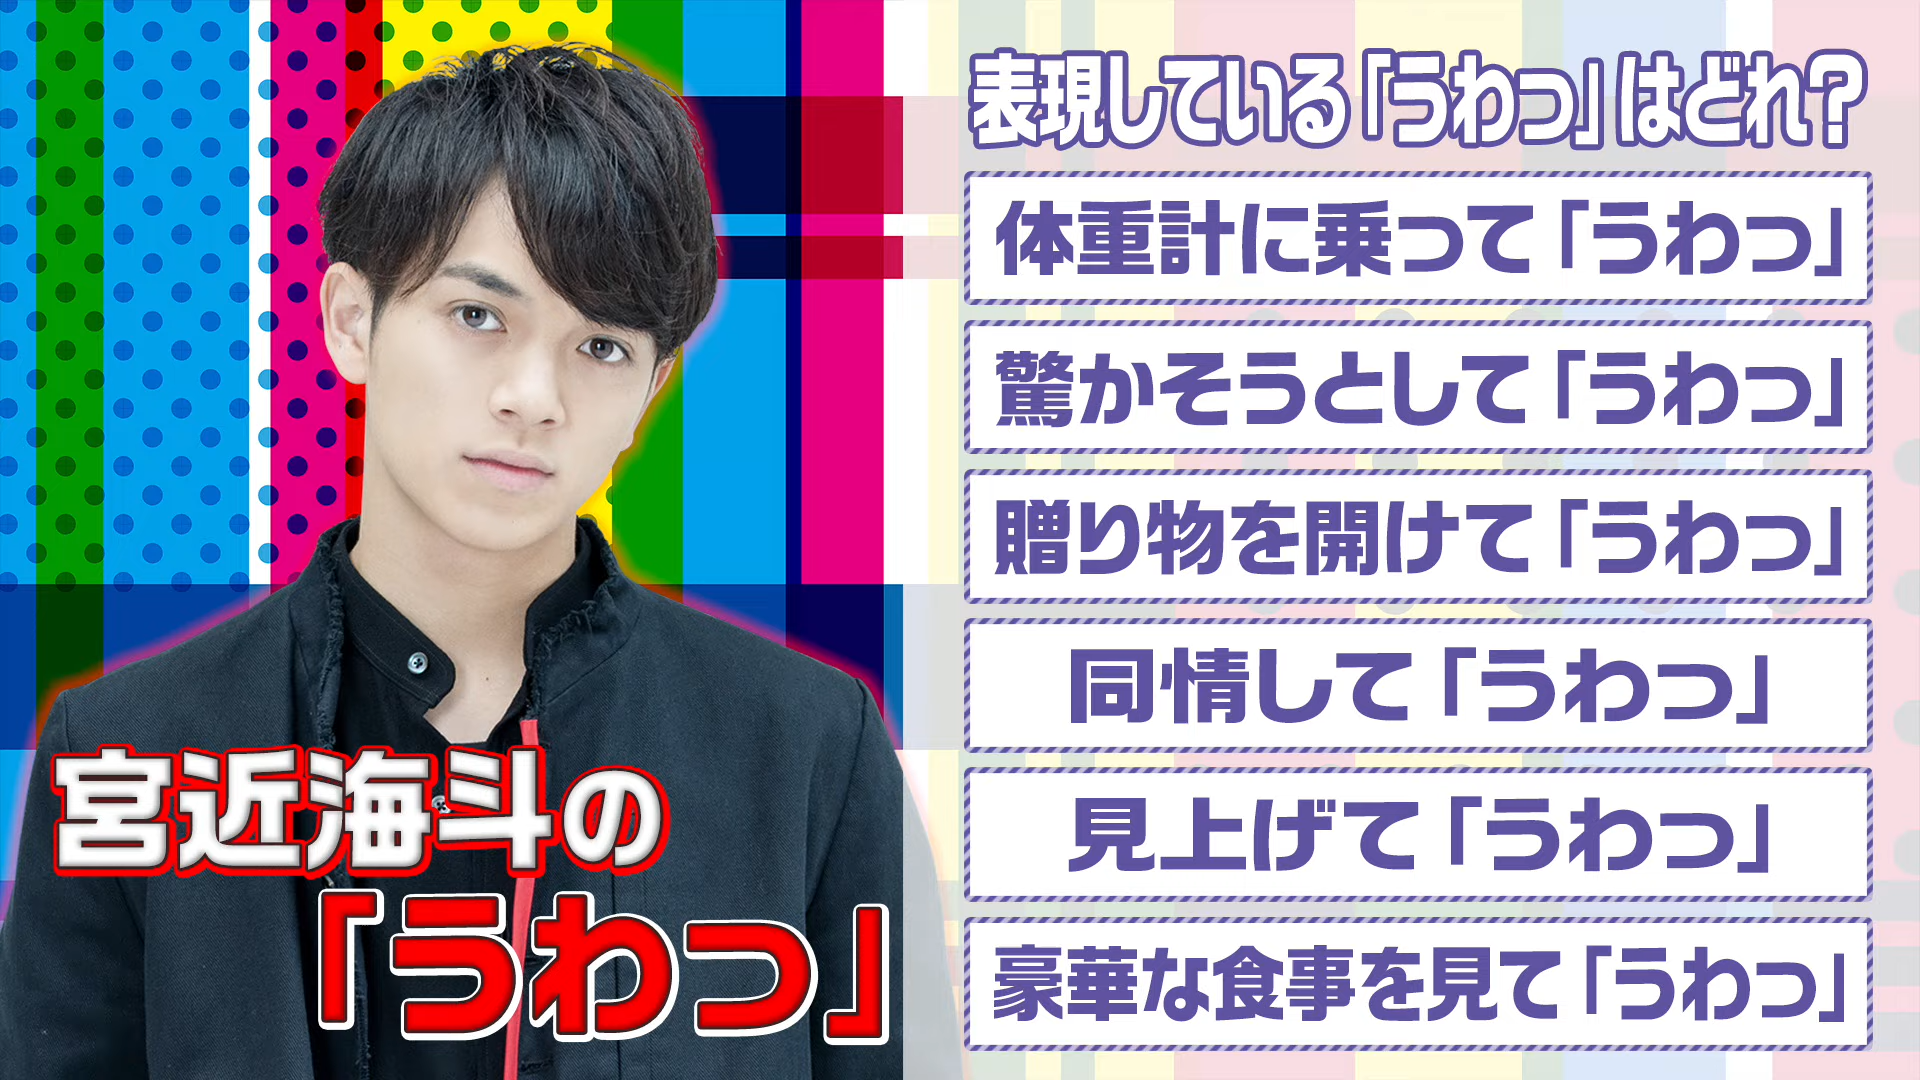 表現している「うわっ」はどれ？
体重計に乗って「うわっ」
驚かそうとして「うわっ」
贈り物を開けて「うわっ」
同情して「うわっ」
見上げて「うわっ」
豪華な食事を見て「うわっ」
宮近海斗の
「うわっ」